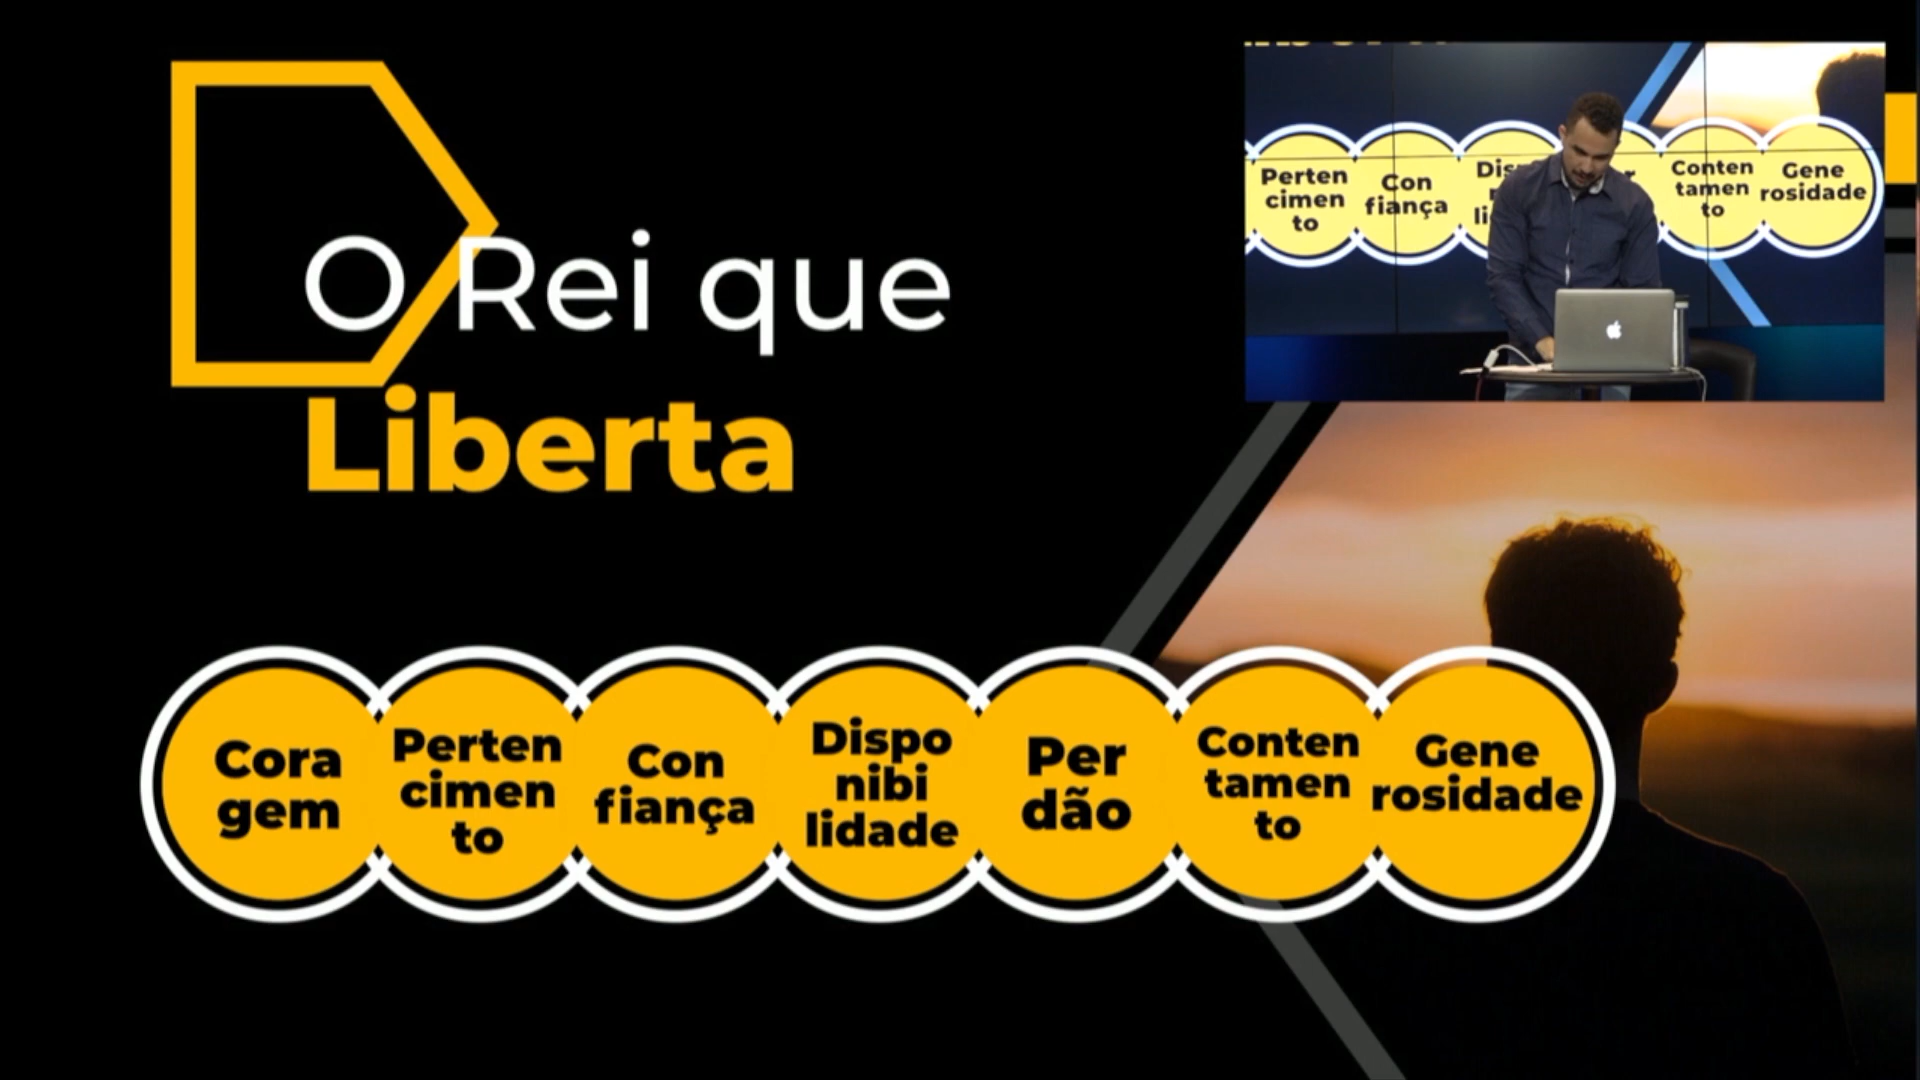 O Rei que
Liberta
Cora
gem
Perten
cimen
to
Con
fiança
Dispo
nibi
lidade
Per
dão
Conten
tamen
to
Gene
rosidade
Perten
cimen
to
Con
fiança
Conten
tamen
to
Gene
rosidade